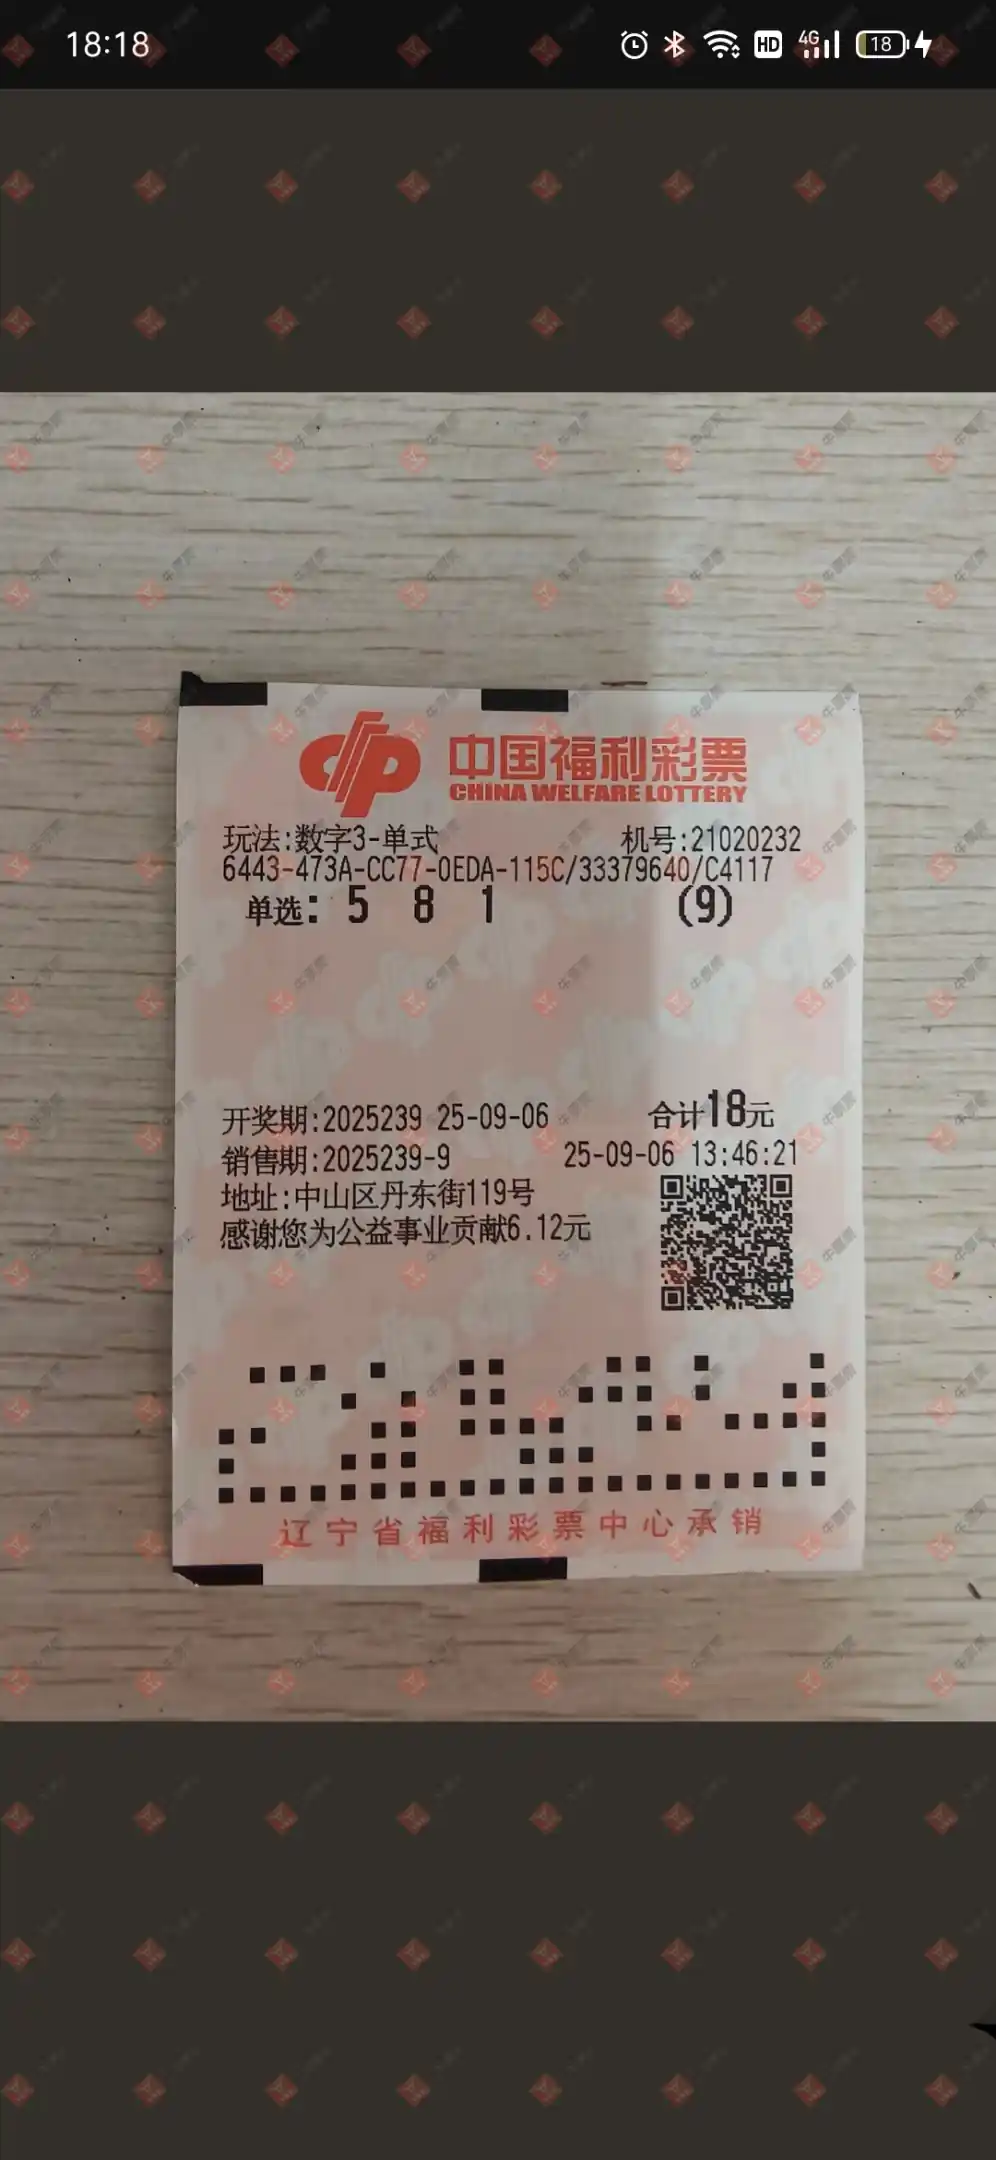 18:18
HD 4G 18
中国福利彩票
CHINA WELFARE LOTTERY
玩法:数字3-单式 机号:21020232
6443-473A-CC77-0EDA-115C/33379640/C4117
单选: 5 8 1 (9)
开奖期:2025239 25-09-06 合计18元
销售期:2025239-9 25-09-06 13:46:21
地址:中山区丹东街119号
感谢您为公益事业贡献6.12元
辽宁省福利彩票中心承销